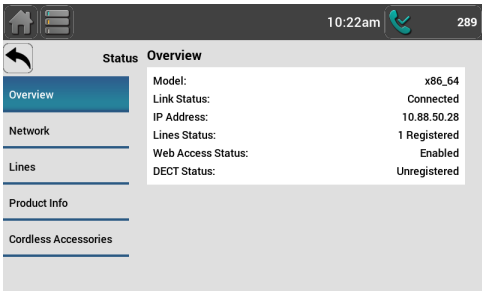 10:22am 289
Status Overview
Overview
Network
Lines
Product Info
Cordless Accessories
Model: x86_64
Link Status: Connected
IP Address: 10.88.50.28
Lines Status: 1 Registered
Web Access Status: Enabled
DECT Status: Unregistered